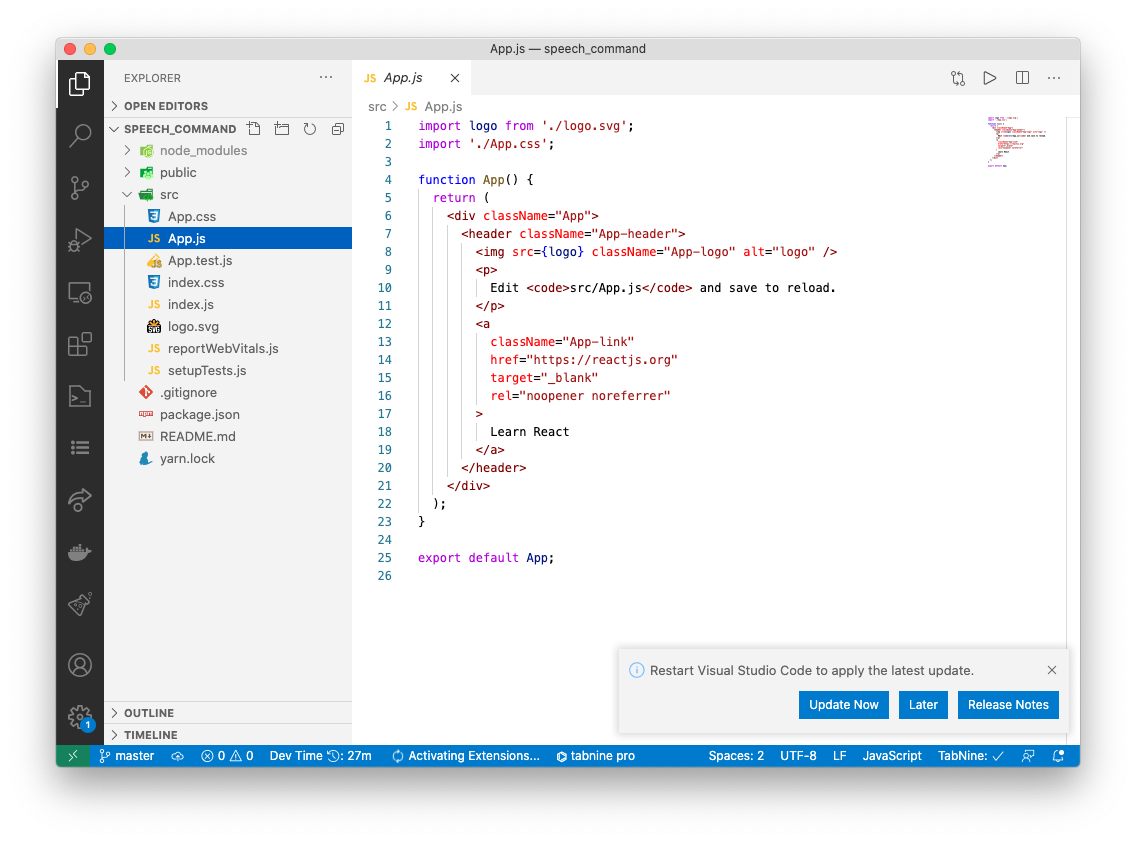 App.js — speech_command
EXPLORER
OPEN EDITORS
SPEECH_COMMAND
node_modules
public
src
App.css
App.js
App.test.js
index.css
index.js
logo.svg
reportWebVitals.js
setupTests.js
.gitignore
package.json
README.md
yarn.lock
OUTLINE
TIMELINE
JS App.js
src > JS App.js
1 import logo from './logo.svg';
2 import './App.css';
3
4 function App() {
5   return (
6     <div className="App">
7       <header className="App-header">
8         <img src={logo} className="App-logo" alt="logo" />
9         <p>
10           Edit <code>src/App.js</code> and save to reload.
11         </p>
12         <a
13           className="App-link"
14           href="https://reactjs.org"
15           target="_blank"
16           rel="noopener noreferrer"
17         >
18           Learn React
19         </a>
20       </header>
21     </div>
22   );
23 }
24
25 export default App;
26
Restart Visual Studio Code to apply the latest update.
Update Now Later Release Notes
1
master 0 0 Dev Time : 27m Activating Extensions... tabnine pro Spaces: 2 UTF-8 LF JavaScript TabNine: ✓